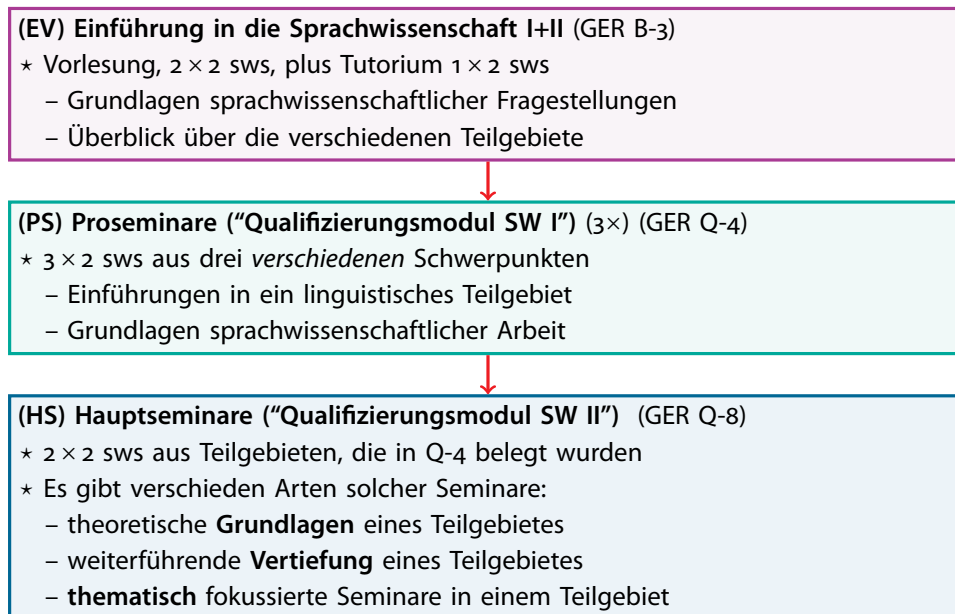 (EV) Einführung in die Sprachwissenschaft I+II (GER B-3)
⋆ Vorlesung, 2 × 2 sws, plus Tutorium 1 × 2 sws
– Grundlagen sprachwissenschaftlicher Fragestellungen
– Überblick über die verschiedenen Teilgebiete
(PS) Proseminare (“Qualifizierungsmodul SW I”) (3×) (GER Q-4)
⋆ 3 × 2 sws aus drei verschiedenen Schwerpunkten
– Einführungen in ein linguistisches Teilgebiet
– Grundlagen sprachwissenschaftlicher Arbeit
(HS) Hauptseminare (“Qualifizierungsmodul SW II”) (GER Q-8)
⋆ 2 × 2 sws aus Teilgebieten, die in Q-4 belegt wurden
⋆ Es gibt verschieden Arten solcher Seminare:
– theoretische Grundlagen eines Teilgebietes
– weiterführende Vertiefung eines Teilgebietes
– thematisch fokussierte Seminare in einem Teilgebiet